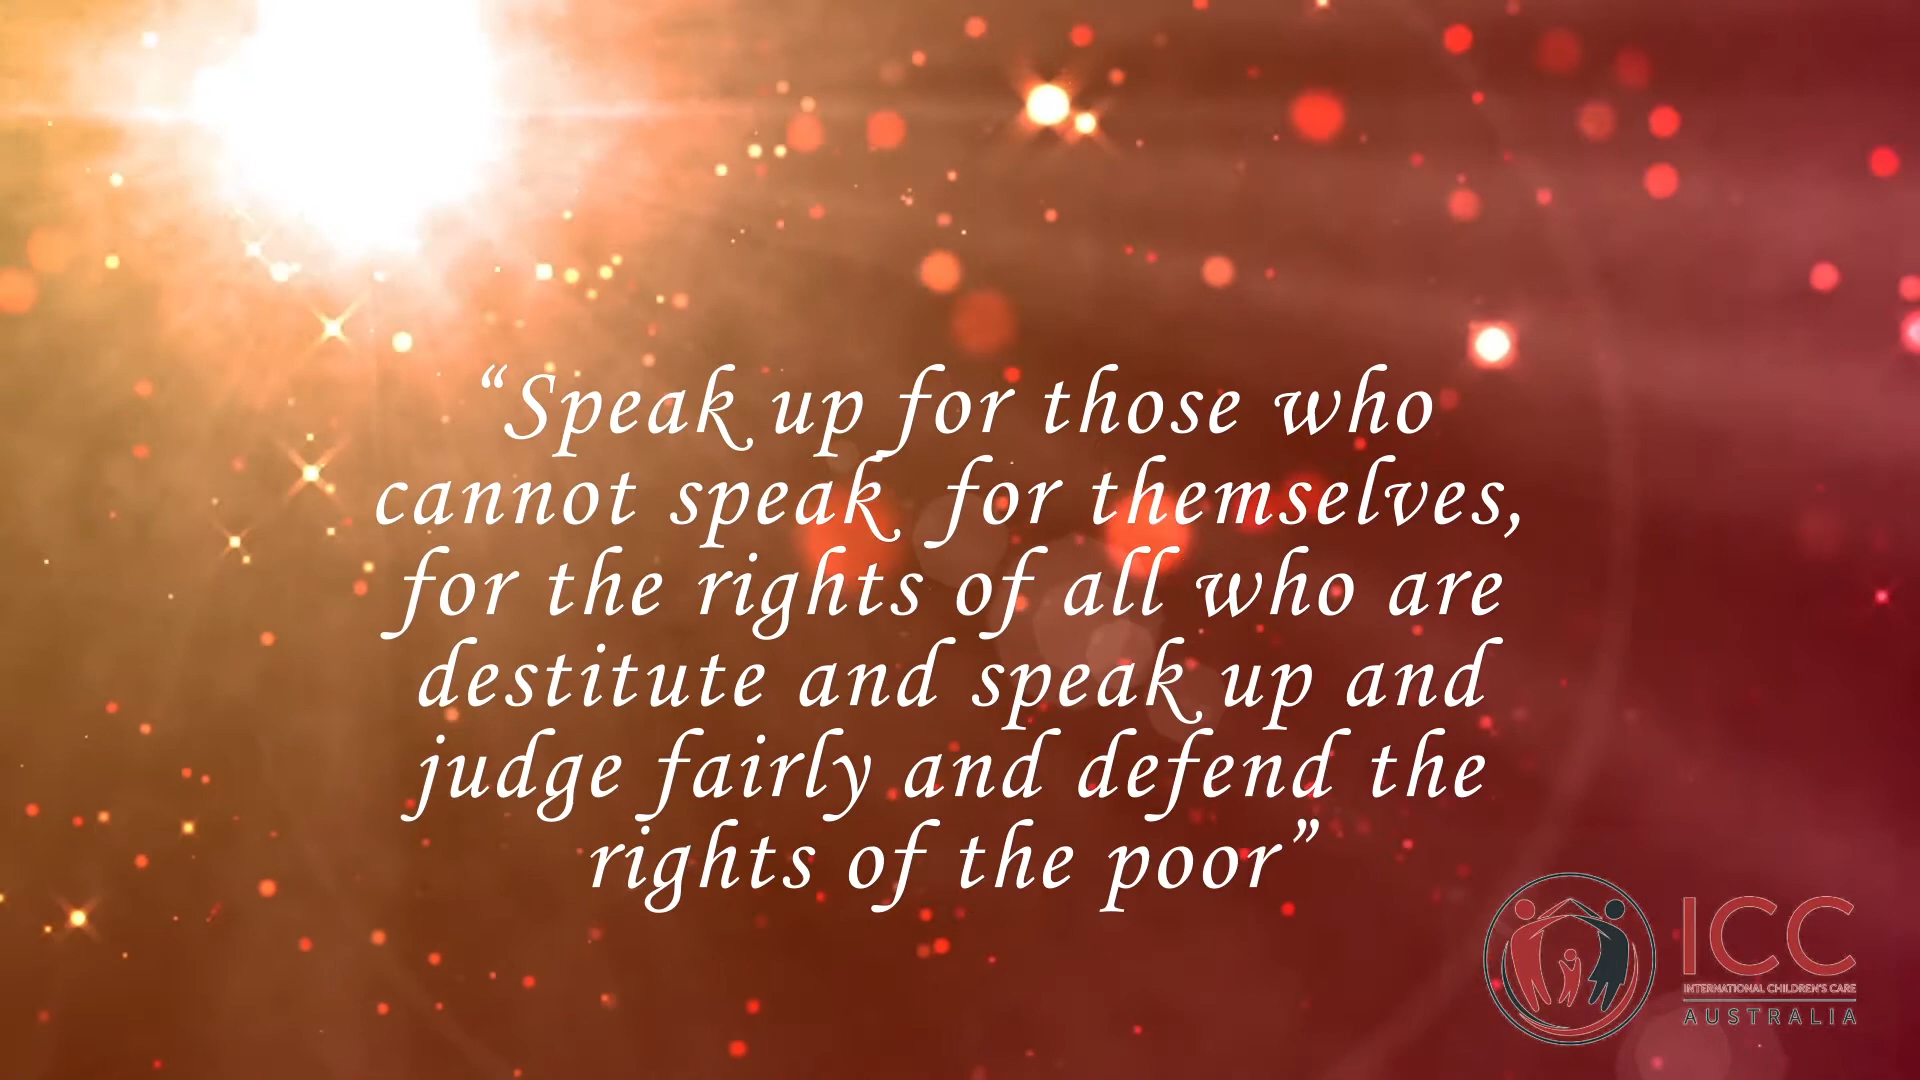 “Speak up for those who
cannot speak for themselves,
for the rights of all who are
destitute and speak up and
judge fairly and defend the
rights of the poor”
ICC
INTERNATIONAL CHILDREN'S CARE
AUSTRALIA